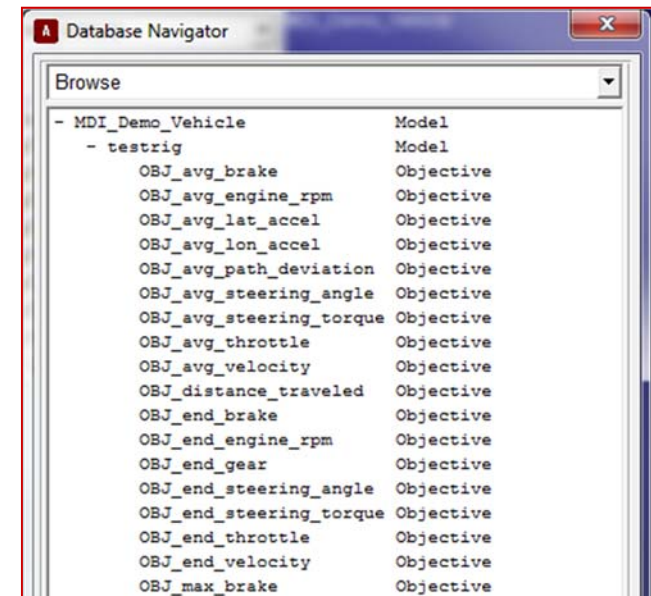 A Database Navigator
Browse
- MDI_Demo_Vehicle Model
- testrig Model
OBJ_avg_brake Objective
OBJ_avg_engine_rpm Objective
OBJ_avg_lat_accel Objective
OBJ_avg_lon_accel Objective
OBJ_avg_path_deviation Objective
OBJ_avg_steering_angle Objective
OBJ_avg_steering_torque Objective
OBJ_avg_throttle Objective
OBJ_avg_velocity Objective
OBJ_distance_traveled Objective
OBJ_end_brake Objective
OBJ_end_engine_rpm Objective
OBJ_end_gear Objective
OBJ_end_steering_angle Objective
OBJ_end_steering_torque Objective
OBJ_end_throttle Objective
OBJ_end_velocity Objective
OBJ_max_brake Objective